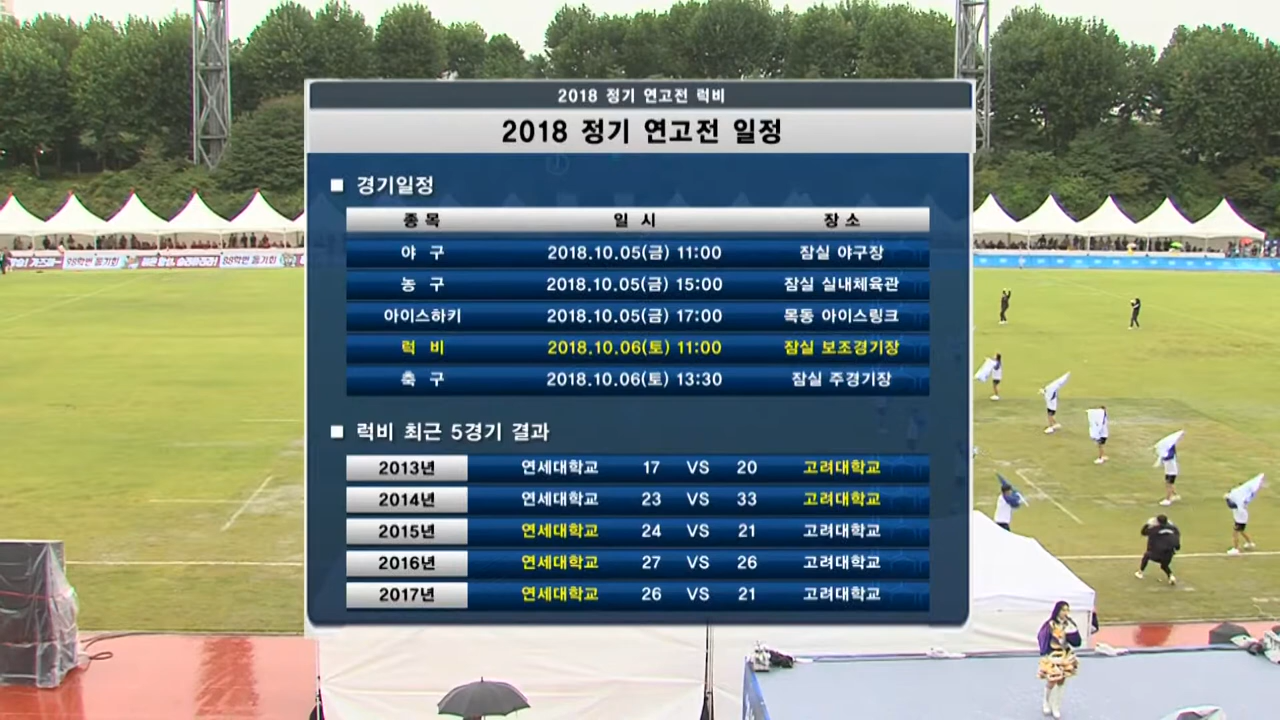 2018 정기 연고전 럭비
2018 정기 연고전 일정
■ 경기일정
종목 일 시 장소
야 구 2018.10.05(금) 11:00 잠실 야구장
농 구 2018.10.05(금) 15:00 잠실 실내체육관
아이스하키 2018.10.05(금) 17:00 목동 아이스링크
럭 비 2018.10.06(토) 11:00 잠실 보조경기장
축 구 2018.10.06(토) 13:30 잠실 주경기장
■ 럭비 최근 5경기 결과
2013년 연세대학교 17 VS 20 고려대학교
2014년 연세대학교 23 VS 33 고려대학교
2015년 연세대학교 24 VS 21 고려대학교
2016년 연세대학교 27 VS 26 고려대학교
2017년 연세대학교 26 VS 21 고려대학교